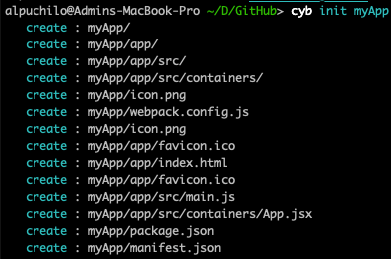 alpuchilo@Admins-MacBook-Pro ~/D/GitHub> cyb init myApp
create : myApp/
create : myApp/app/
create : myApp/app/src/
create : myApp/app/src/containers/
create : myApp/icon.png
create : myApp/webpack.config.js
create : myApp/icon.png
create : myApp/app/favicon.ico
create : myApp/app/index.html
create : myApp/app/favicon.ico
create : myApp/app/src/main.js
create : myApp/app/src/containers/App.jsx
create : myApp/package.json
create : myApp/manifest.json